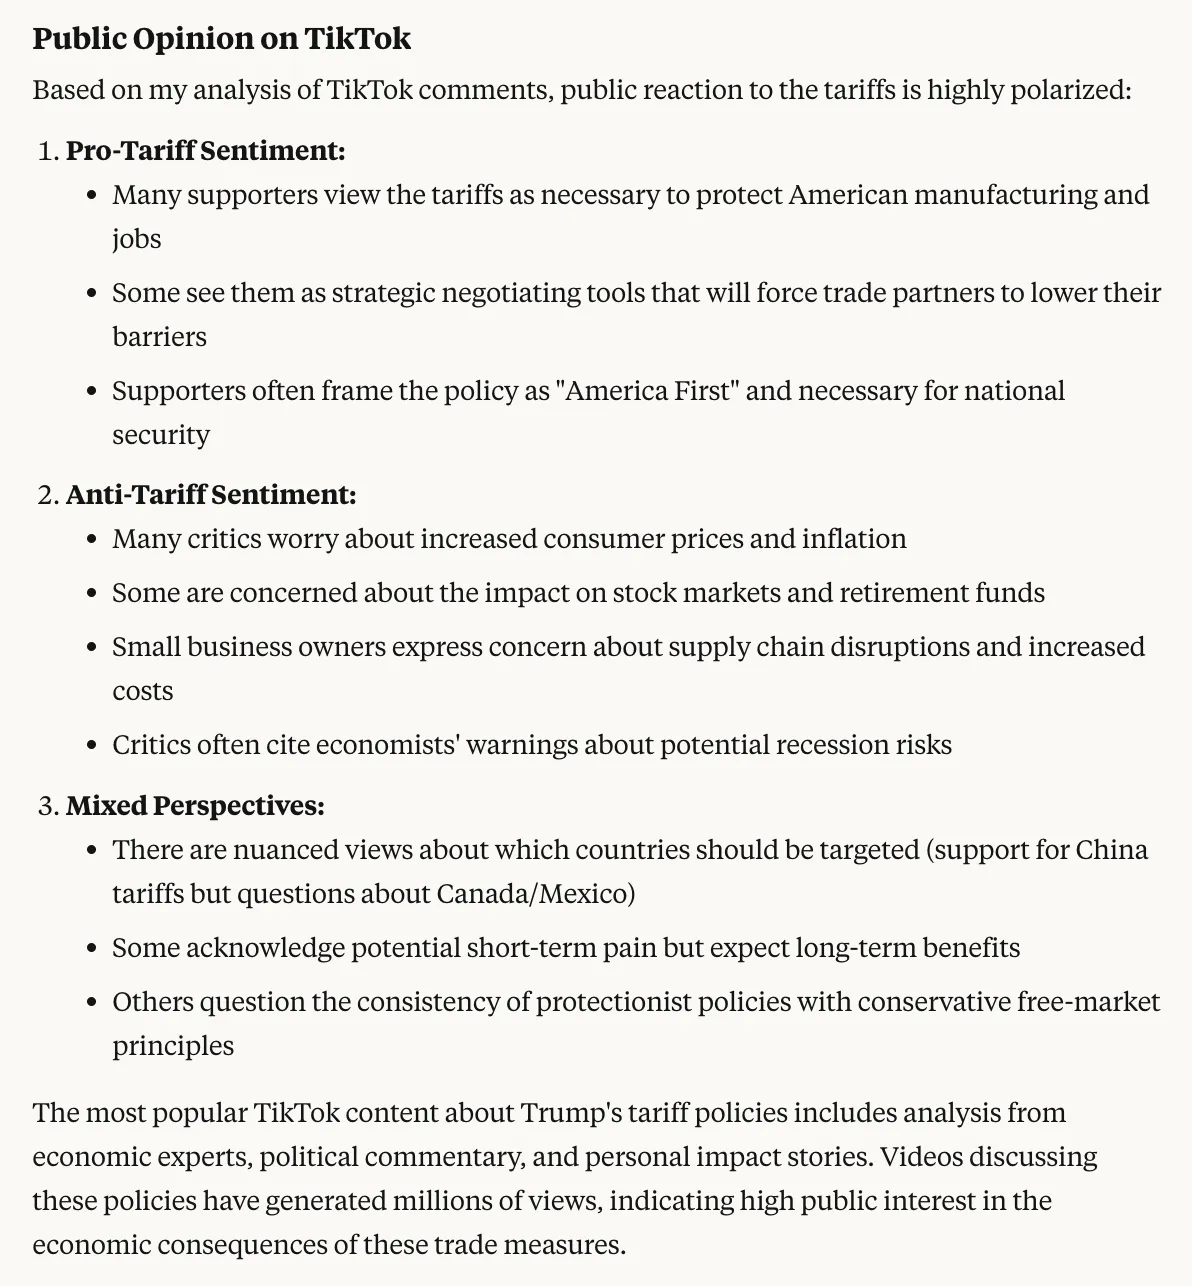 Public Opinion on TikTok
Based on my analysis of TikTok comments, public reaction to the tariffs is highly polarized:
1. Pro-Tariff Sentiment:
• Many supporters view the tariffs as necessary to protect American manufacturing and
jobs
• Some see them as strategic negotiating tools that will force trade partners to lower their
barriers
• Supporters often frame the policy as "America First" and necessary for national
security
2. Anti-Tariff Sentiment:
• Many critics worry about increased consumer prices and inflation
• Some are concerned about the impact on stock markets and retirement funds
• Small business owners express concern about supply chain disruptions and increased
costs
• Critics often cite economists' warnings about potential recession risks
3. Mixed Perspectives:
• There are nuanced views about which countries should be targeted (support for China
tariffs but questions about Canada/Mexico)
• Some acknowledge potential short-term pain but expect long-term benefits
• Others question the consistency of protectionist policies with conservative free-market
principles
The most popular TikTok content about Trump's tariff policies includes analysis from
economic experts, political commentary, and personal impact stories. Videos discussing
these policies have generated millions of views, indicating high public interest in the
economic consequences of these trade measures.